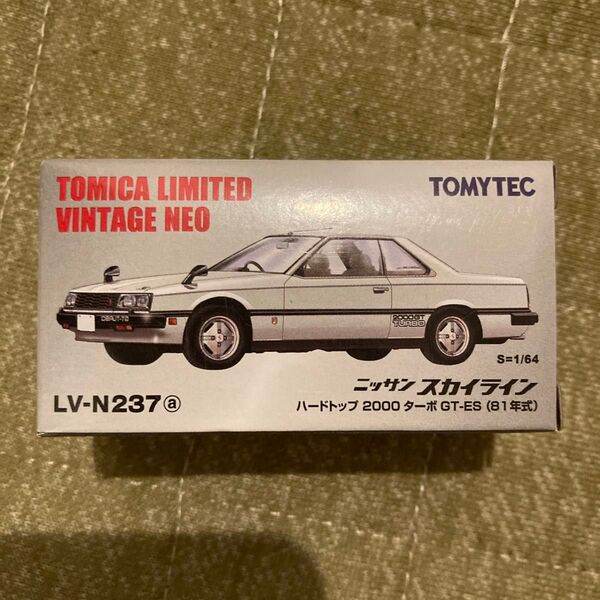 TOMICA LIMITED
VINTAGE NEO
TOMYTEC
2000GT
TURBO
S=1/64
LV-N237ⓐ
ニッサン スカイライン
ハードトップ 2000 ターボ GT-ES (81年式)